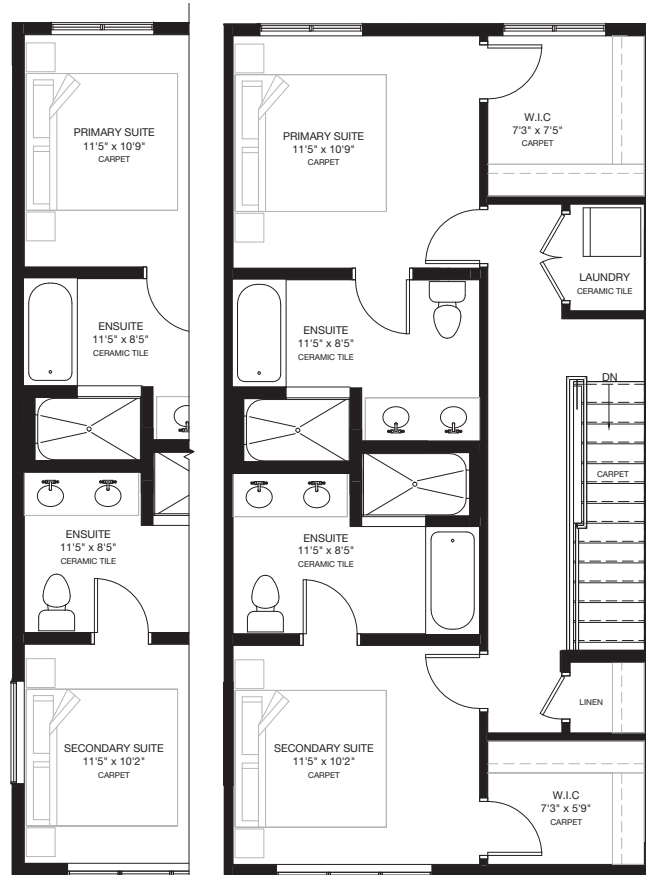 PRIMARY SUITE
11'5" x 10'9"
CARPET
ENSUITE
11'5" x 8'5"
CERAMIC TILE
ENSUITE
11'5" x 8'5"
CERAMIC TILE
SECONDARY SUITE
11'5" x 10'2"
CARPET
PRIMARY SUITE
11'5" x 10'9"
CARPET
W.I.C
7'3" x 7'5"
CARPET
LAUNDRY
CERAMIC TILE
ENSUITE
11'5" x 8'5"
CERAMIC TILE
DN
CARPET
ENSUITE
11'5" x 8'5"
CERAMIC TILE
LINEN
SECONDARY SUITE
11'5" x 10'2"
CARPET
W.I.C
7'3" x 5'9"
CARPET